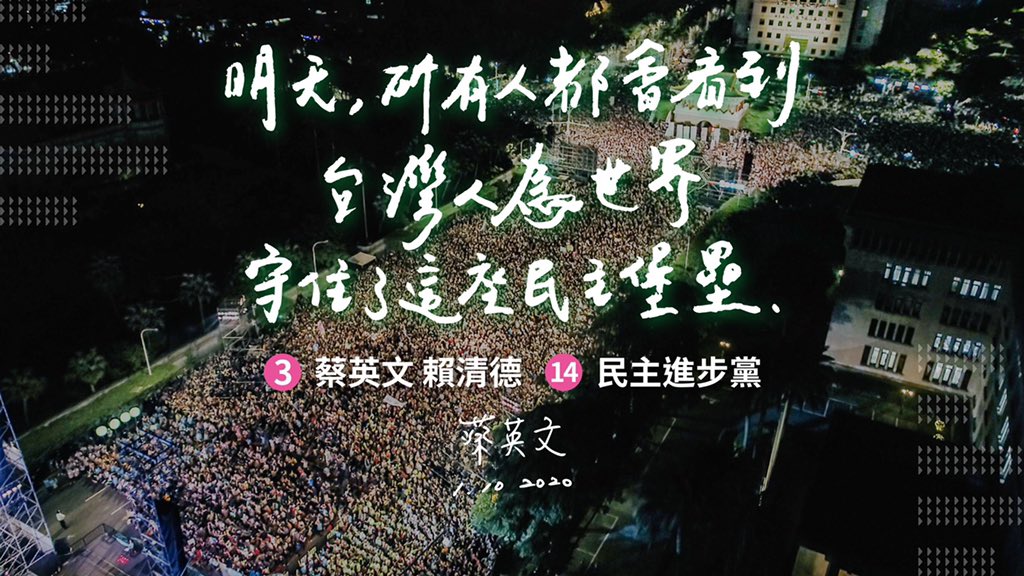 明天,所有人都會看到
台灣人為世界
守住了這座民主堡壘.
3 蔡英文 賴清德 14 民主進步黨
蔡英文
1.10 2020